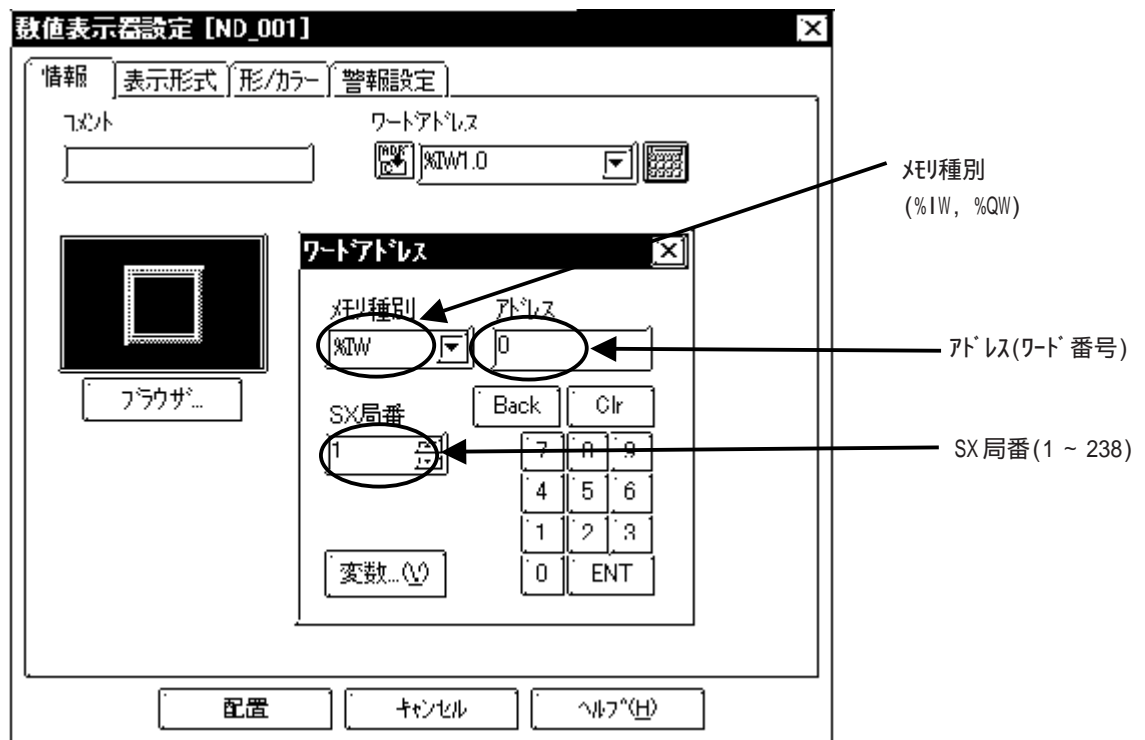 数値表示器設定 [ND_001]
情報 表示形式 形/カラー 警報設定
コメント ワードアドレス
%IW1.0
メモリ種別
(%IW, %QW)
ワードアドレス
メモリ種別 アドレス
%IW 0
アドレス(ワード番号)
ブラウザ...
Back Clr
SX局番
1
7 8 9
SX局番(1 ~ 238)
4 5 6
1 2 3
変数...(V) 0 ENT
配置 キャンセル ヘルプ(H)